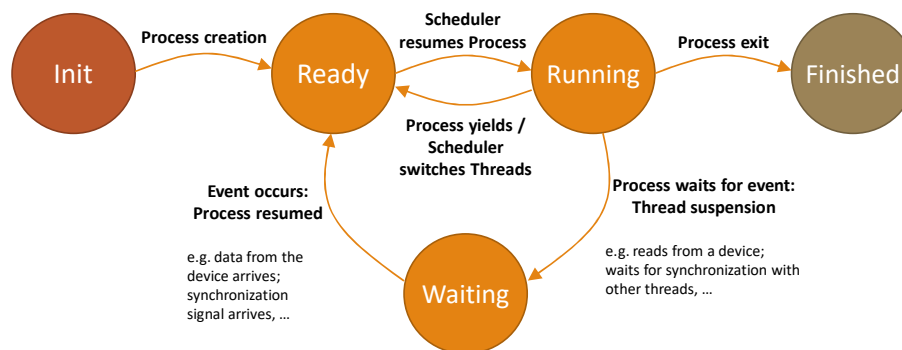 Init
Process creation
Ready
Scheduler
resumes Process
Running
Process exit
Finished
Process yields /
Scheduler
switches Threads
Event occurs:
Process resumed
e.g. data from the
device arrives;
synchronization
signal arrives, …
Waiting
Process waits for event:
Thread suspension
e.g. reads from a device;
waits for synchronization with
other threads, …